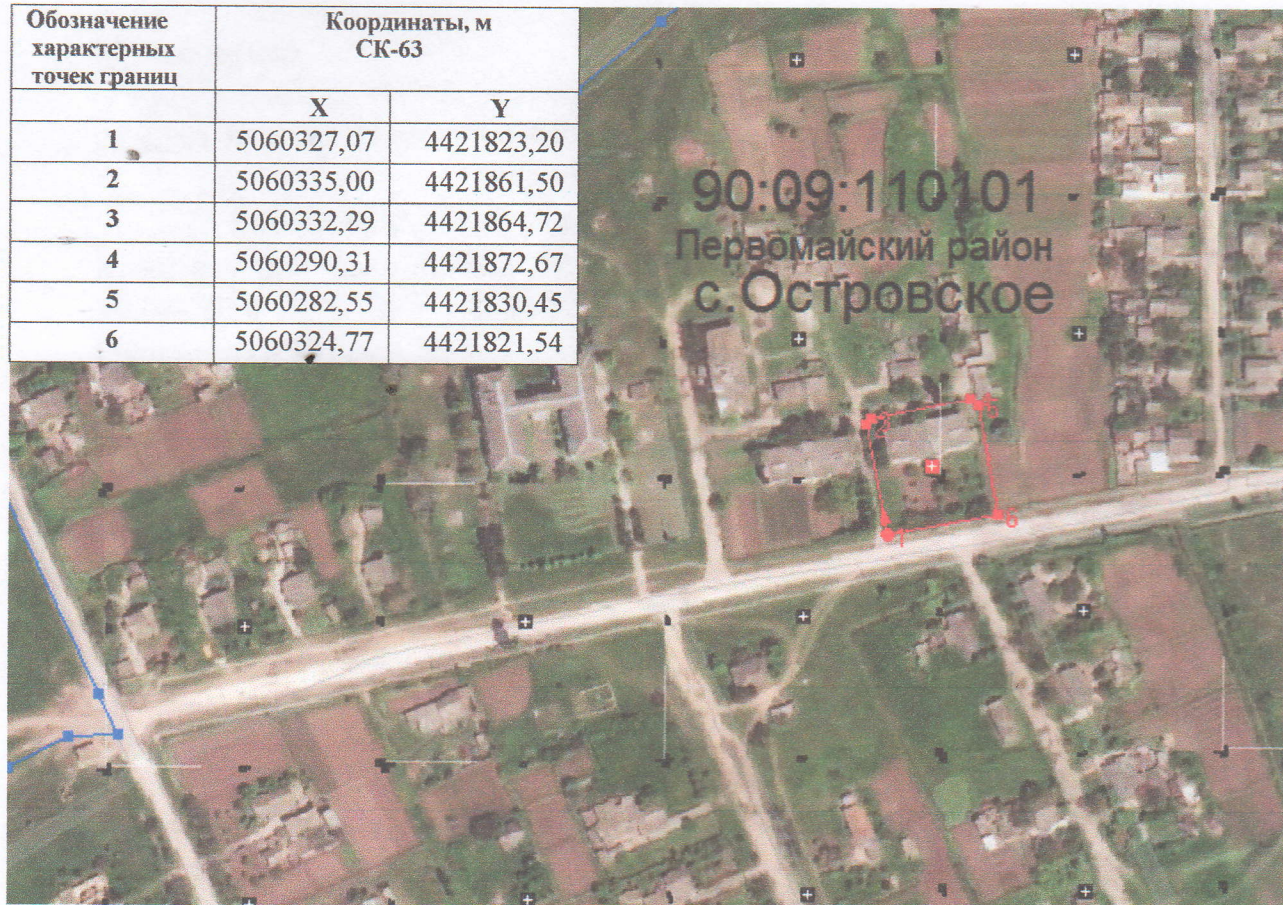 Обозначение характерных точек границ Координаты, м СК-63
X Y
1 5060327,07 4421823,20
2 5060335,00 4421861,50
3 5060332,29 4421864,72
4 5060290,31 4421872,67
5 5060282,55 4421830,45
6 5060324,77 4421821,54
90:09:110101
Первомайский район
с.Островское
1
6